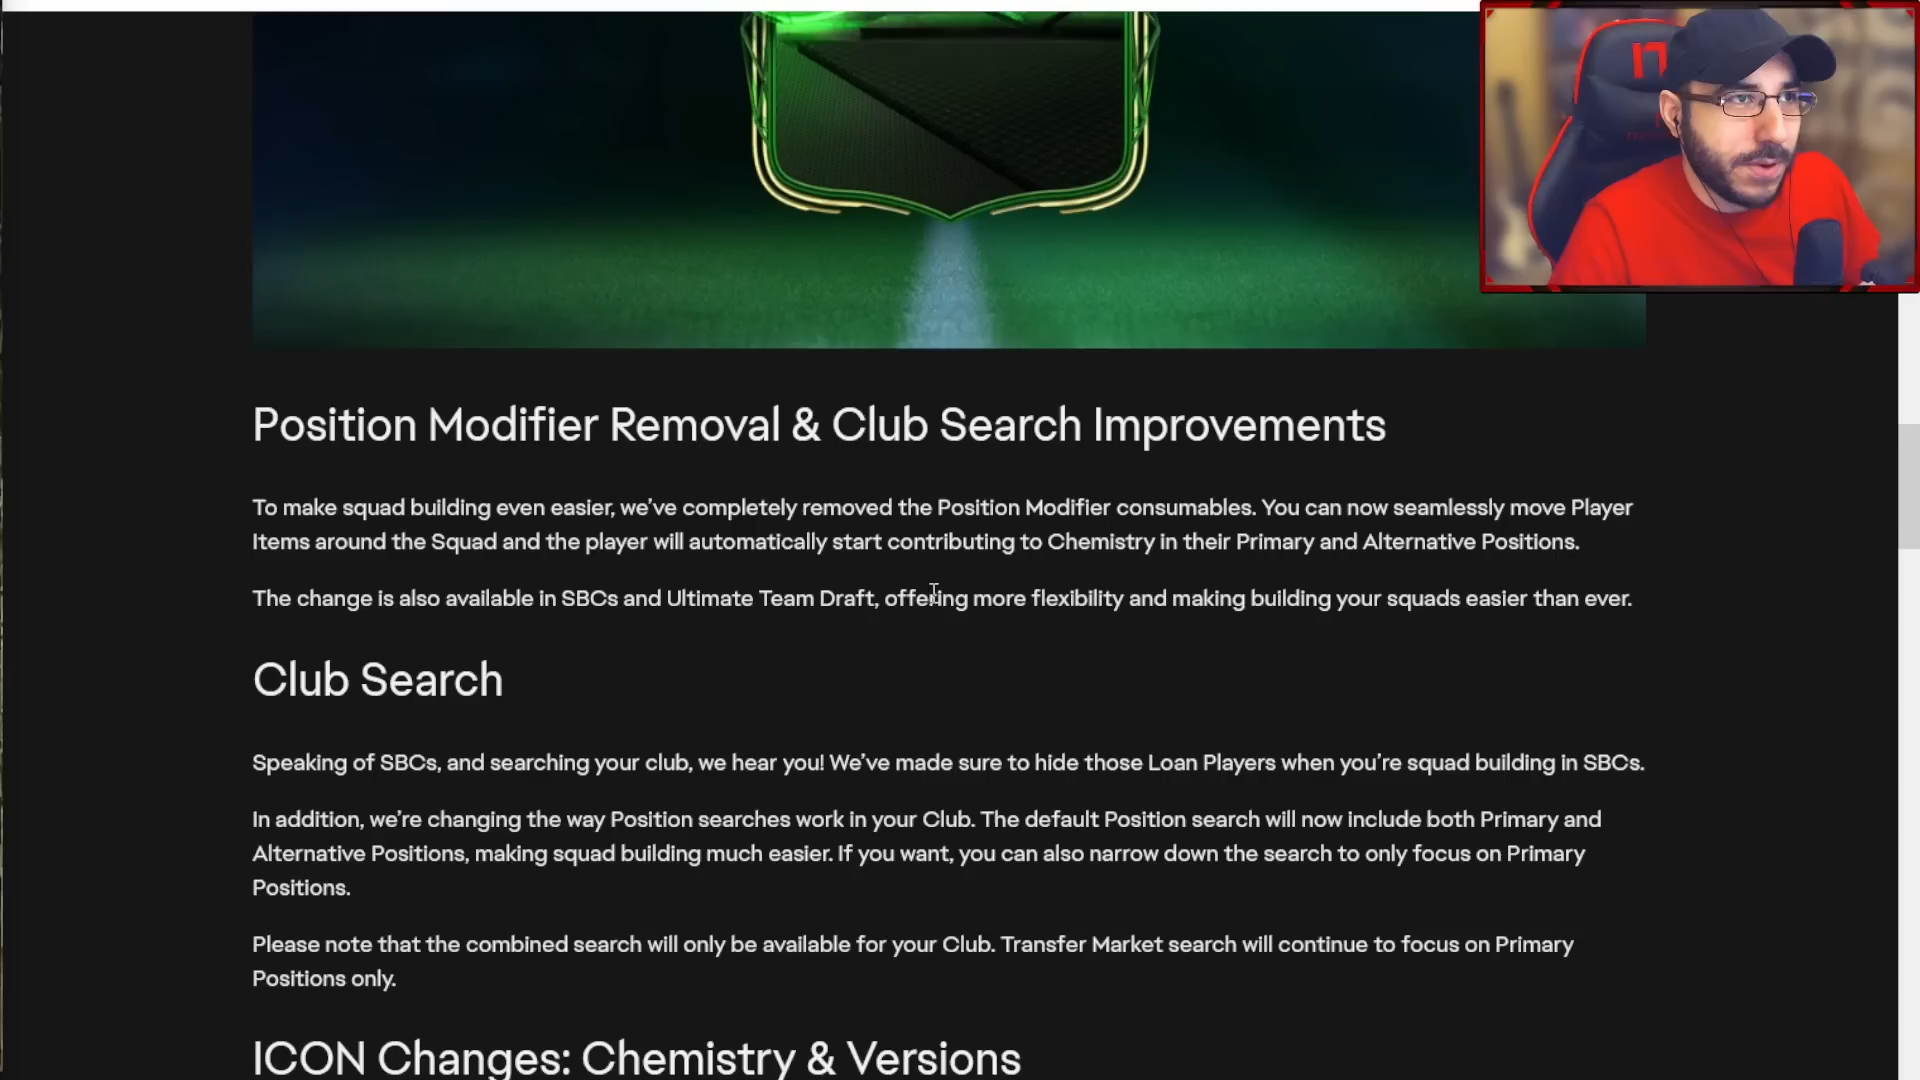 Position Modifier Removal & Club Search Improvements
To make squad building even easier, we’ve completely removed the Position Modifier consumables. You can now seamlessly move Player
Items around the Squad and the player will automatically start contributing to Chemistry in their Primary and Alternative Positions.
The change is also available in SBCs and Ultimate Team Draft, offering more flexibility and making building your squads easier than ever.
Club Search
Speaking of SBCs, and searching your club, we hear you! We’ve made sure to hide those Loan Players when you’re squad building in SBCs.
In addition, we’re changing the way Position searches work in your Club. The default Position search will now include both Primary and
Alternative Positions, making squad building much easier. If you want, you can also narrow down the search to only focus on Primary
Positions.
Please note that the combined search will only be available for your Club. Transfer Market search will continue to focus on Primary
Positions only.
ICON Changes: Chemistry & Versions